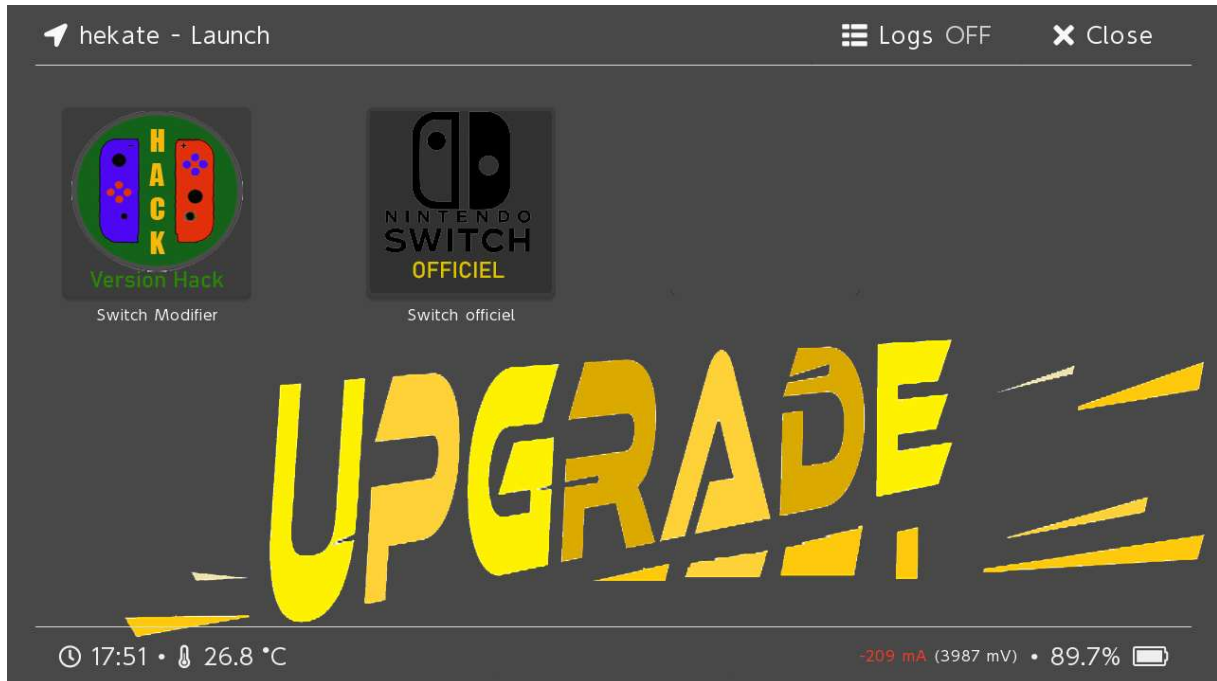 hekate - Launch
Logs OFF
Close
HACK
Version Hack
Switch Modifier
NINTENDO
SWITCH
OFFICIEL
Switch officiel
UPGRADE
17:51 • 26.8 °C
-209 mA (3987 mV) • 89.7%